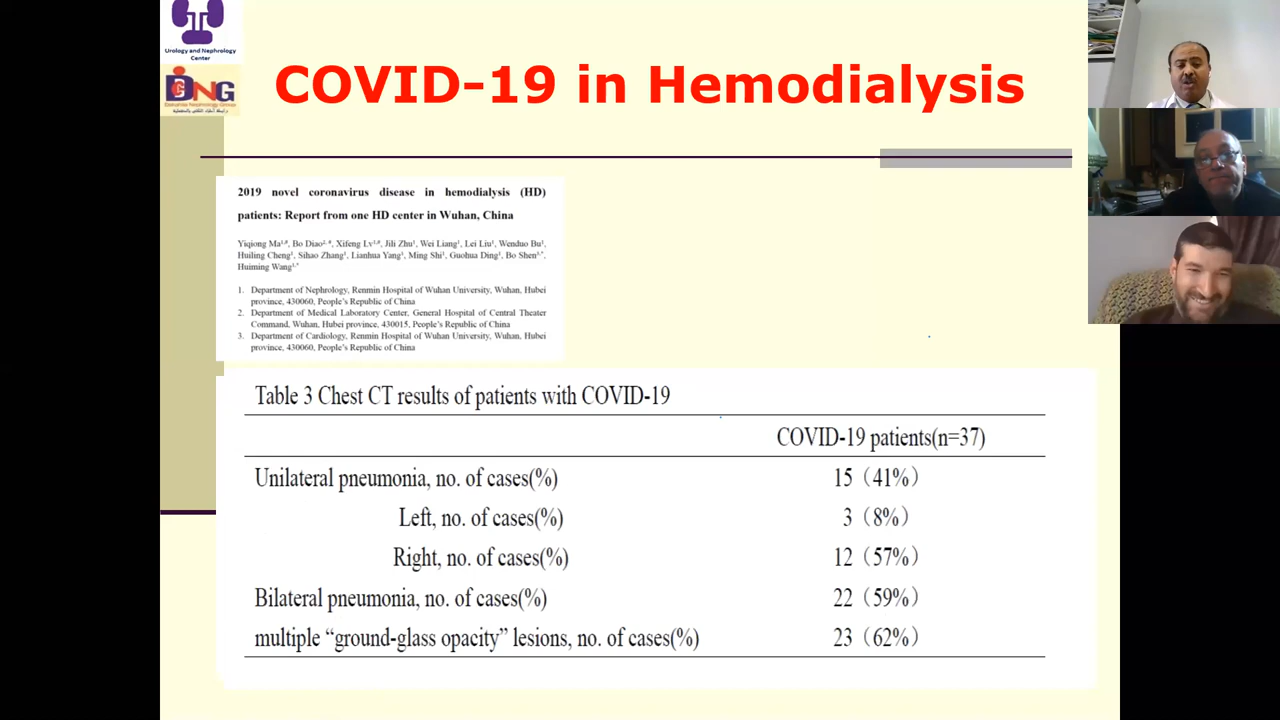 Urology and Nephrology
Center
DNG
COVID-19 in Hemodialysis
2019 novel coronavirus disease in hemodialysis (HD)
patients: Report from one HD center in Wuhan, China
Yiqiong Ma¹,#, Bo Diao²,#, Xifeng Lv³,#, Jili Zhu¹, Wei Liang¹, Lei Liu¹, Wenduo Bu¹,
Huiling Cheng¹, Sihao Zhang¹, Lianhua Yang¹, Ming Shi¹, Guohua Ding¹, Bo Shen¹,*,
Huiming Wang¹,*
1. Department of Nephrology, Renmin Hospital of Wuhan University, Wuhan, Hubei
province, 430060, People's Republic of China
2. Department of Medical Laboratory Center, General Hospital of Central Theater
Command, Wuhan, Hubei province, 430015, People's Republic of China
3. Department of Cardiology, Renmin Hospital of Wuhan University, Wuhan, Hubei
province, 430060, People's Republic of China
Table 3 Chest CT results of patients with COVID-19
COVID-19 patients(n=37)
Unilateral pneumonia, no. of cases(%) 15（41%）
Left, no. of cases(%) 3（8%）
Right, no. of cases(%) 12（57%）
Bilateral pneumonia, no. of cases(%) 22（59%）
multiple “ground-glass opacity” lesions, no. of cases(%) 23（62%）